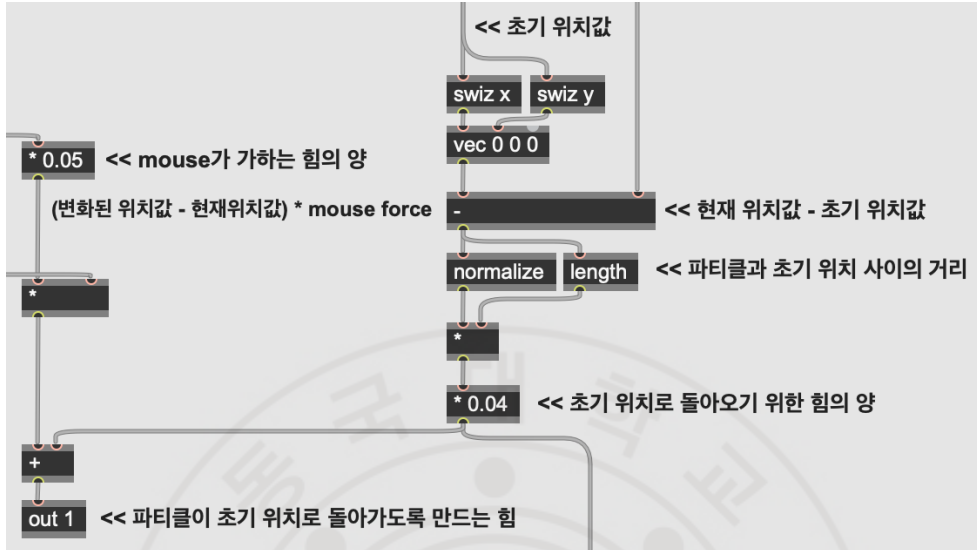 << 초기 위치값
swiz x
swiz y
vec 0 0 0
* 0.05
<< mouse가 가하는 힘의 양
(변화된 위치값 - 현재위치값) * mouse force
-
<< 현재 위치값 - 초기 위치값
normalize
length
<< 파티클과 초기 위치 사이의 거리
*
*
* 0.04
<< 초기 위치로 돌아오기 위한 힘의 양
+
out 1
<< 파티클이 초기 위치로 돌아가도록 만드는 힘
동국대학교